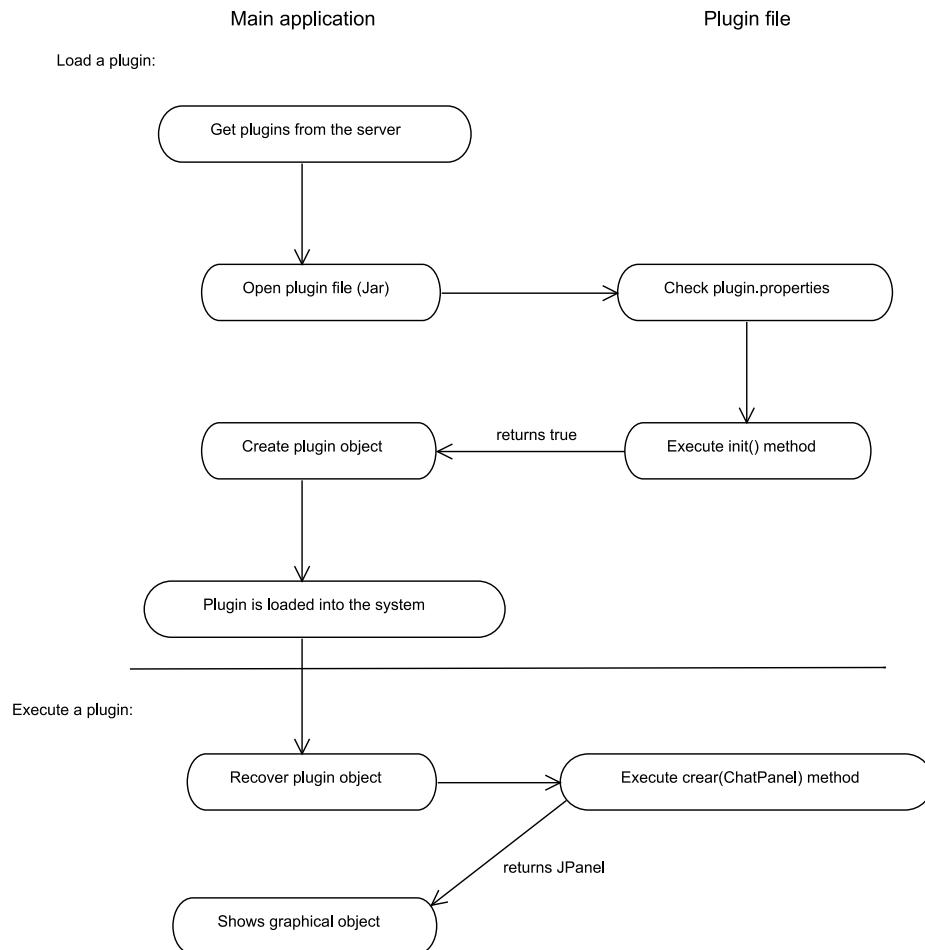 Main application
Plugin file
Load a plugin:
Get plugins from the server
Open plugin file (Jar)
Check plugin.properties
Create plugin object
returns true
Execute init() method
Plugin is loaded into the system
Execute a plugin:
Recover plugin object
Execute crear(ChatPanel) method
returns JPanel
Shows graphical object